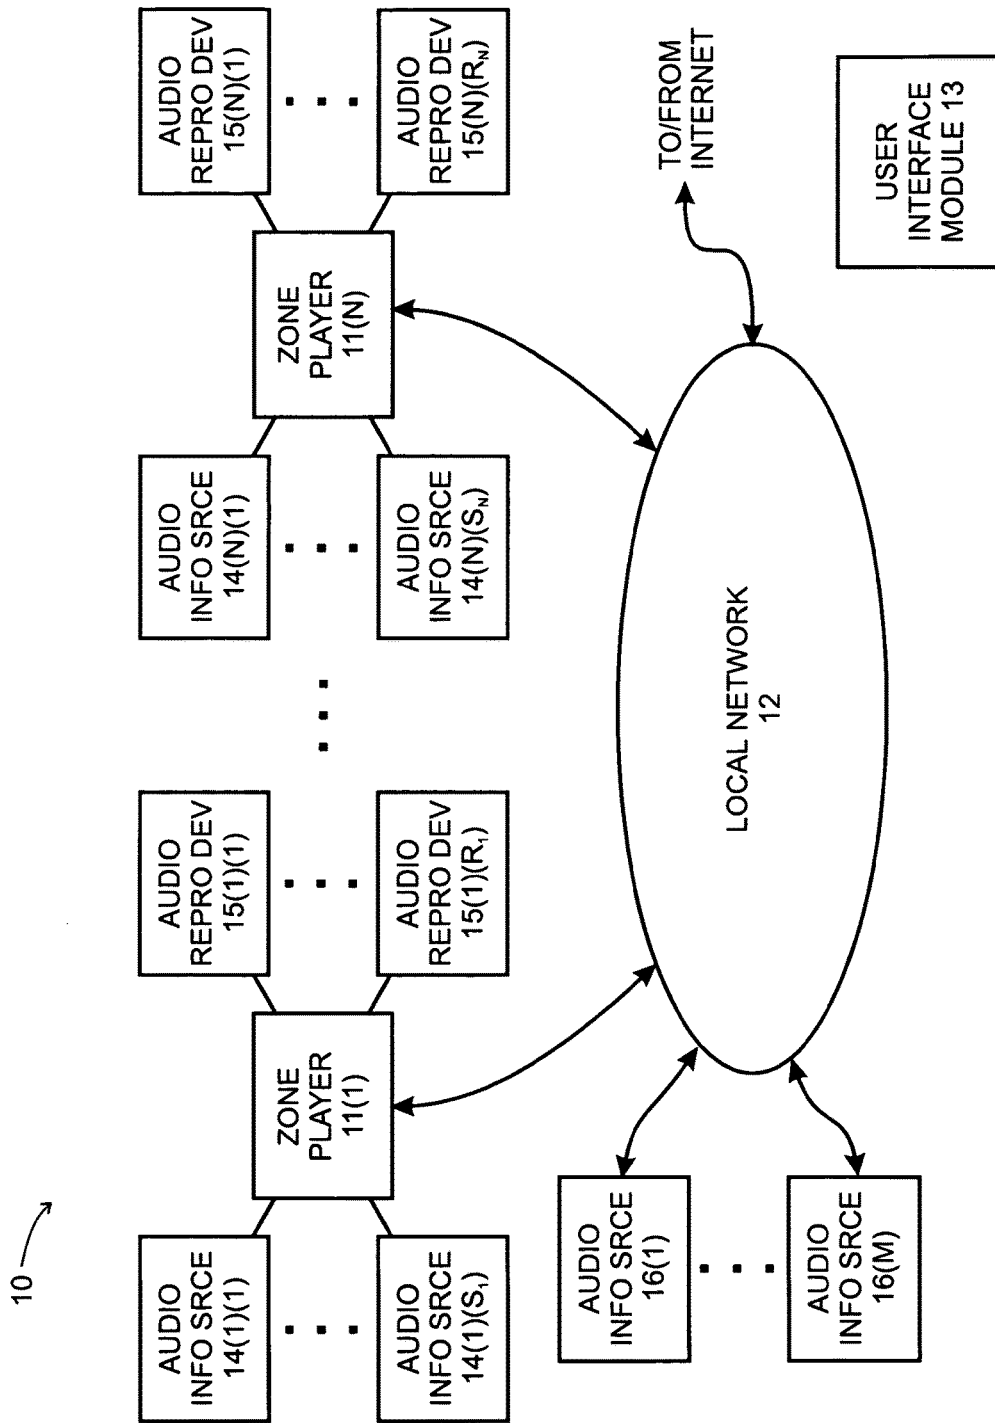 10
AUDIO
INFO SRCE
14(1)(1)
AUDIO
INFO SRCE
14(1)(S₁)
ZONE
PLAYER
11(1)
AUDIO
REPRO DEV
15(1)(1)
AUDIO
REPRO DEV
15(1)(R₁)
AUDIO
INFO SRCE
14(N)(1)
AUDIO
INFO SRCE
14(N)(S_N)
ZONE
PLAYER
11(N)
AUDIO
REPRO DEV
15(N)(1)
AUDIO
REPRO DEV
15(N)(R_N)
AUDIO
INFO SRCE
16(1)
AUDIO
INFO SRCE
16(M)
LOCAL NETWORK
12
TO/FROM
INTERNET
USER
INTERFACE
MODULE 13